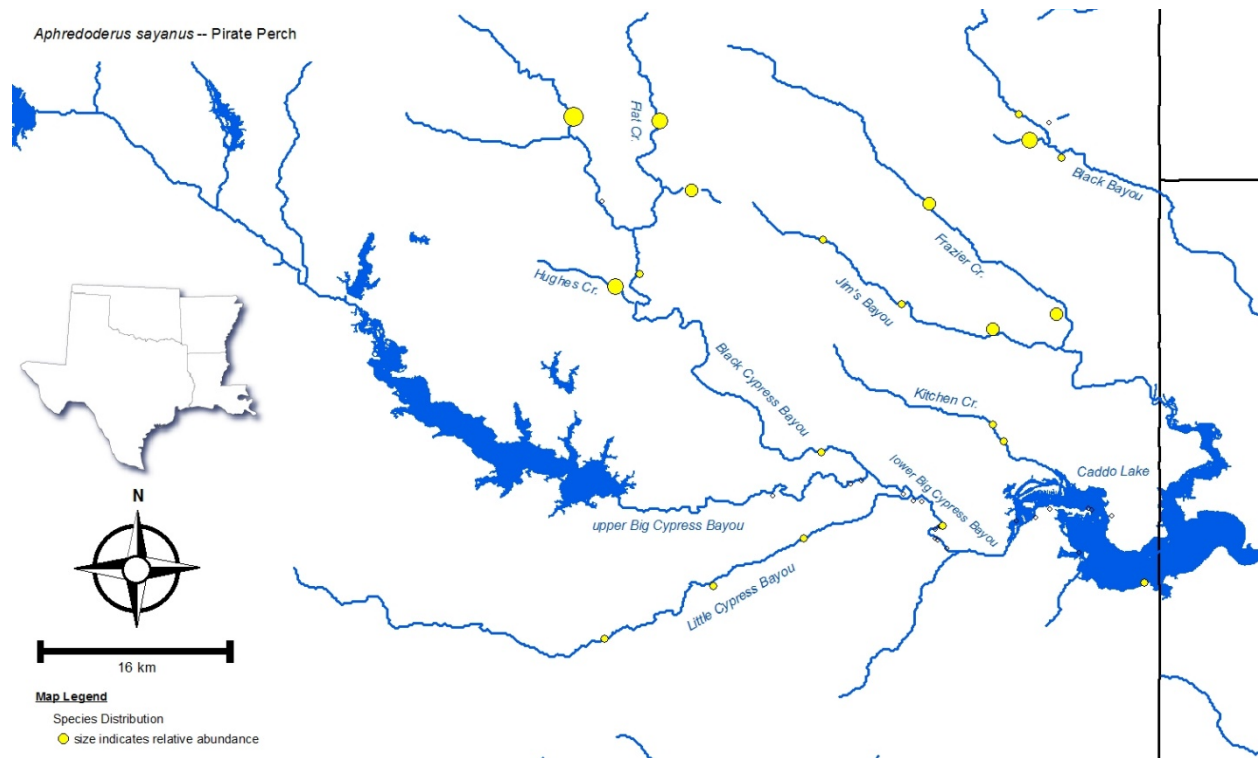 Aphredoderus sayanus -- Pirate Perch
Flat Cr.
Black Bayou
Frazier Cr.
Hughes Cr.
Jim's Bayou
Black Cypress Bayou
Kitchen Cr.
Caddo Lake
lower Big Cypress Bayou
upper Big Cypress Bayou
Little Cypress Bayou
N
16 km
Map Legend
Species Distribution
size indicates relative abundance